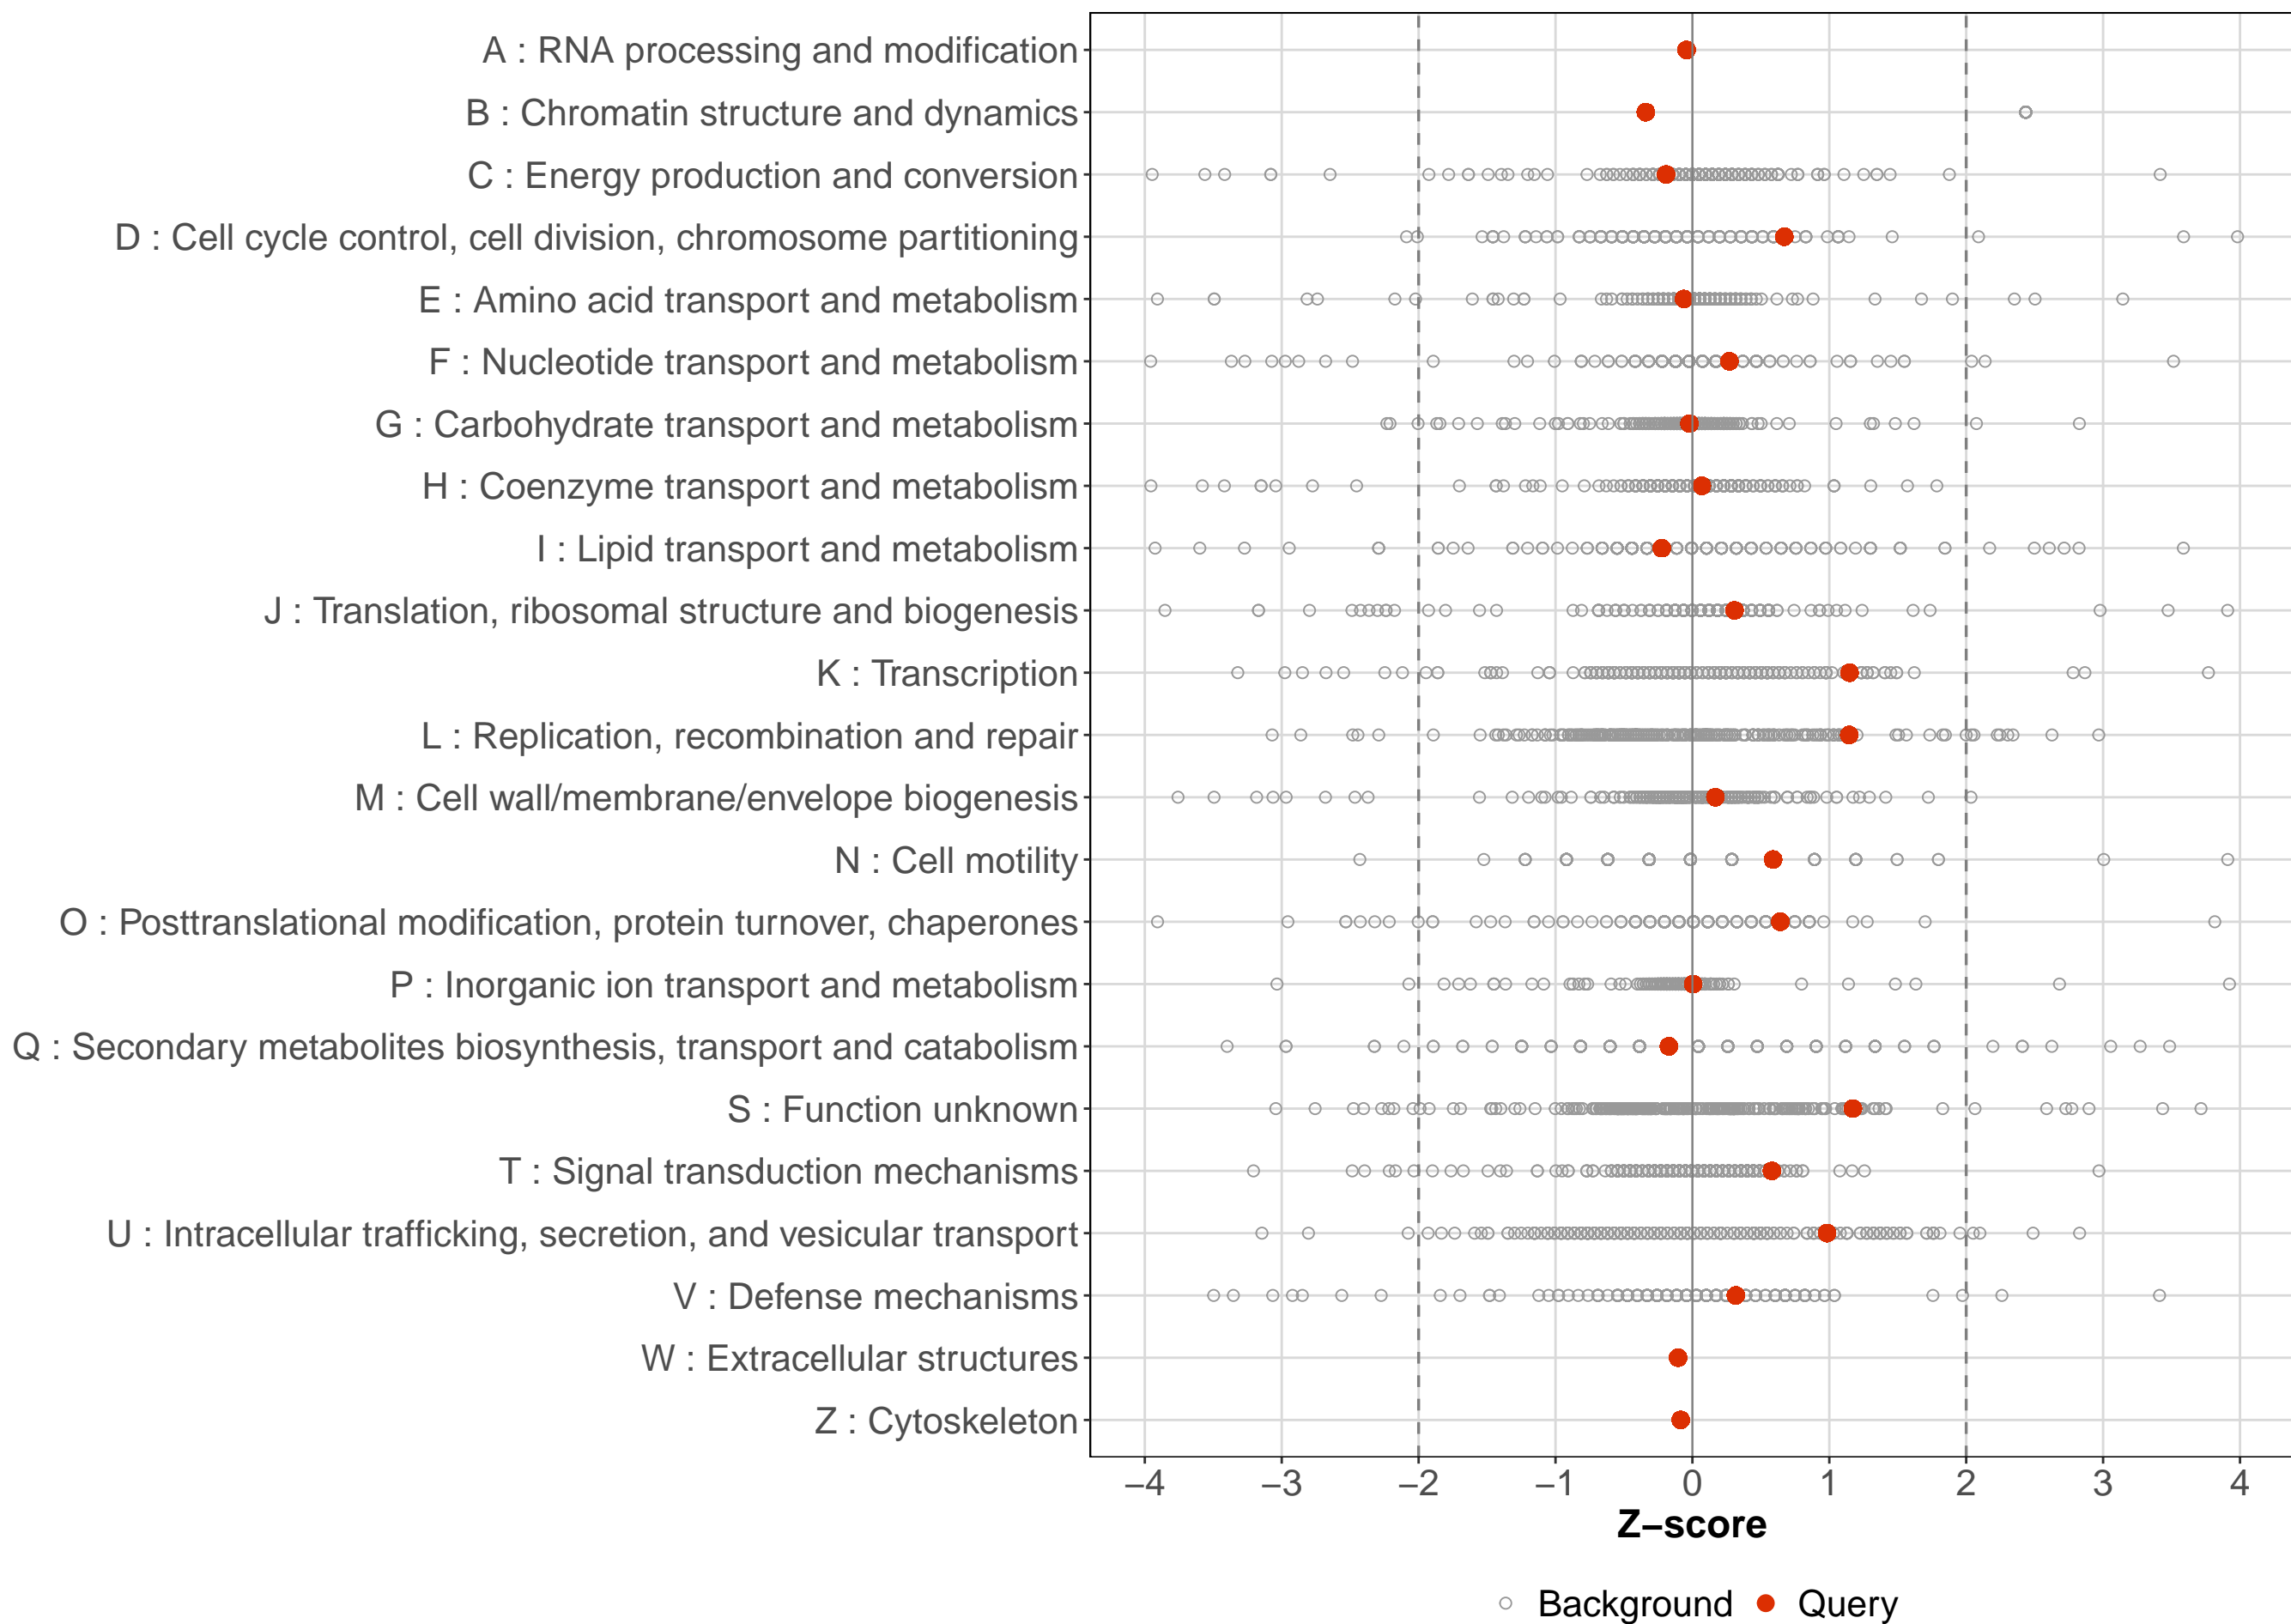 A : RNA processing and modification
B : Chromatin structure and dynamics
C : Energy production and conversion
D : Cell cycle control, cell division, chromosome partitioning
E : Amino acid transport and metabolism
F : Nucleotide transport and metabolism
G : Carbohydrate transport and metabolism
H : Coenzyme transport and metabolism
I : Lipid transport and metabolism
J : Translation, ribosomal structure and biogenesis
K : Transcription
L : Replication, recombination and repair
M : Cell wall/membrane/envelope biogenesis
N : Cell motility
O : Posttranslational modification, protein turnover, chaperones
P : Inorganic ion transport and metabolism
Q : Secondary metabolites biosynthesis, transport and catabolism
S : Function unknown
T : Signal transduction mechanisms
U : Intracellular trafficking, secretion, and vesicular transport
V : Defense mechanisms
W : Extracellular structures
Z : Cytoskeleton
−4 −3 −2 −1 0 1 2 3 4
Z−score
Background Query